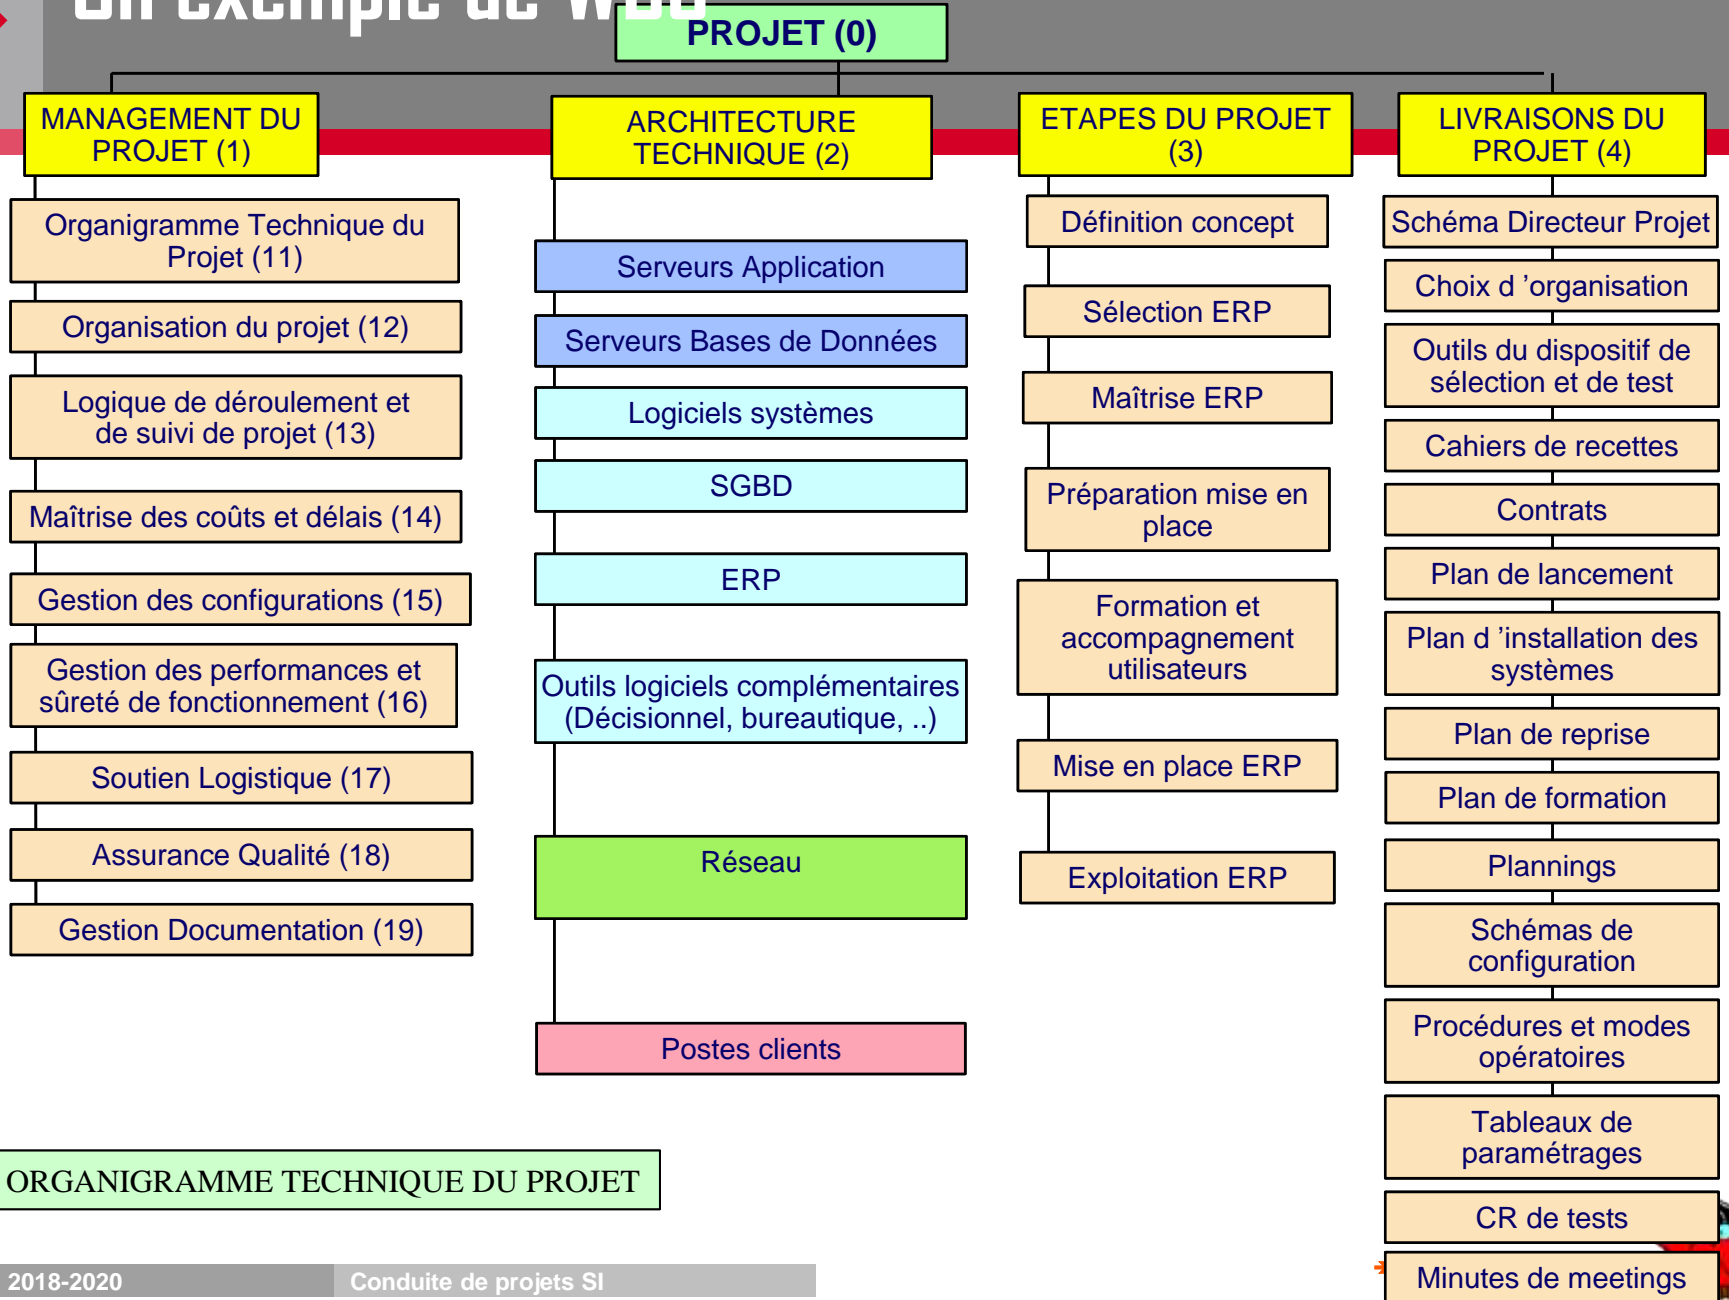 Un exemple de WBS
PROJET (0)
MANAGEMENT DU
PROJET (1)
Organigramme Technique du
Projet (11)
Organisation du projet (12)
Logique de déroulement et
de suivi de projet (13)
Maîtrise des coûts et délais (14)
Gestion des configurations (15)
Gestion des performances et
sûreté de fonctionnement (16)
Soutien Logistique (17)
Assurance Qualité (18)
Gestion Documentation (19)
ARCHITECTURE
TECHNIQUE (2)
Serveurs Application
Serveurs Bases de Données
Logiciels systèmes
SGBD
ERP
Outils logiciels complémentaires
(Décisionnel, bureautique, ..)
Réseau
Postes clients
ETAPES DU PROJET
(3)
Définition concept
Sélection ERP
Maîtrise ERP
Préparation mise en
place
Formation et
accompagnement
utilisateurs
Mise en place ERP
Exploitation ERP
LIVRAISONS DU
PROJET (4)
Schéma Directeur Projet
Choix d ’organisation
Outils du dispositif de
sélection et de test
Cahiers de recettes
Contrats
Plan de lancement
Plan d ’installation des
systèmes
Plan de reprise
Plan de formation
Plannings
Schémas de
configuration
Procédures et modes
opératoires
Tableaux de
paramétrages
CR de tests
Minutes de meetings
ORGANIGRAMME TECHNIQUE DU PROJET
2018-2020
Conduite de projets SI